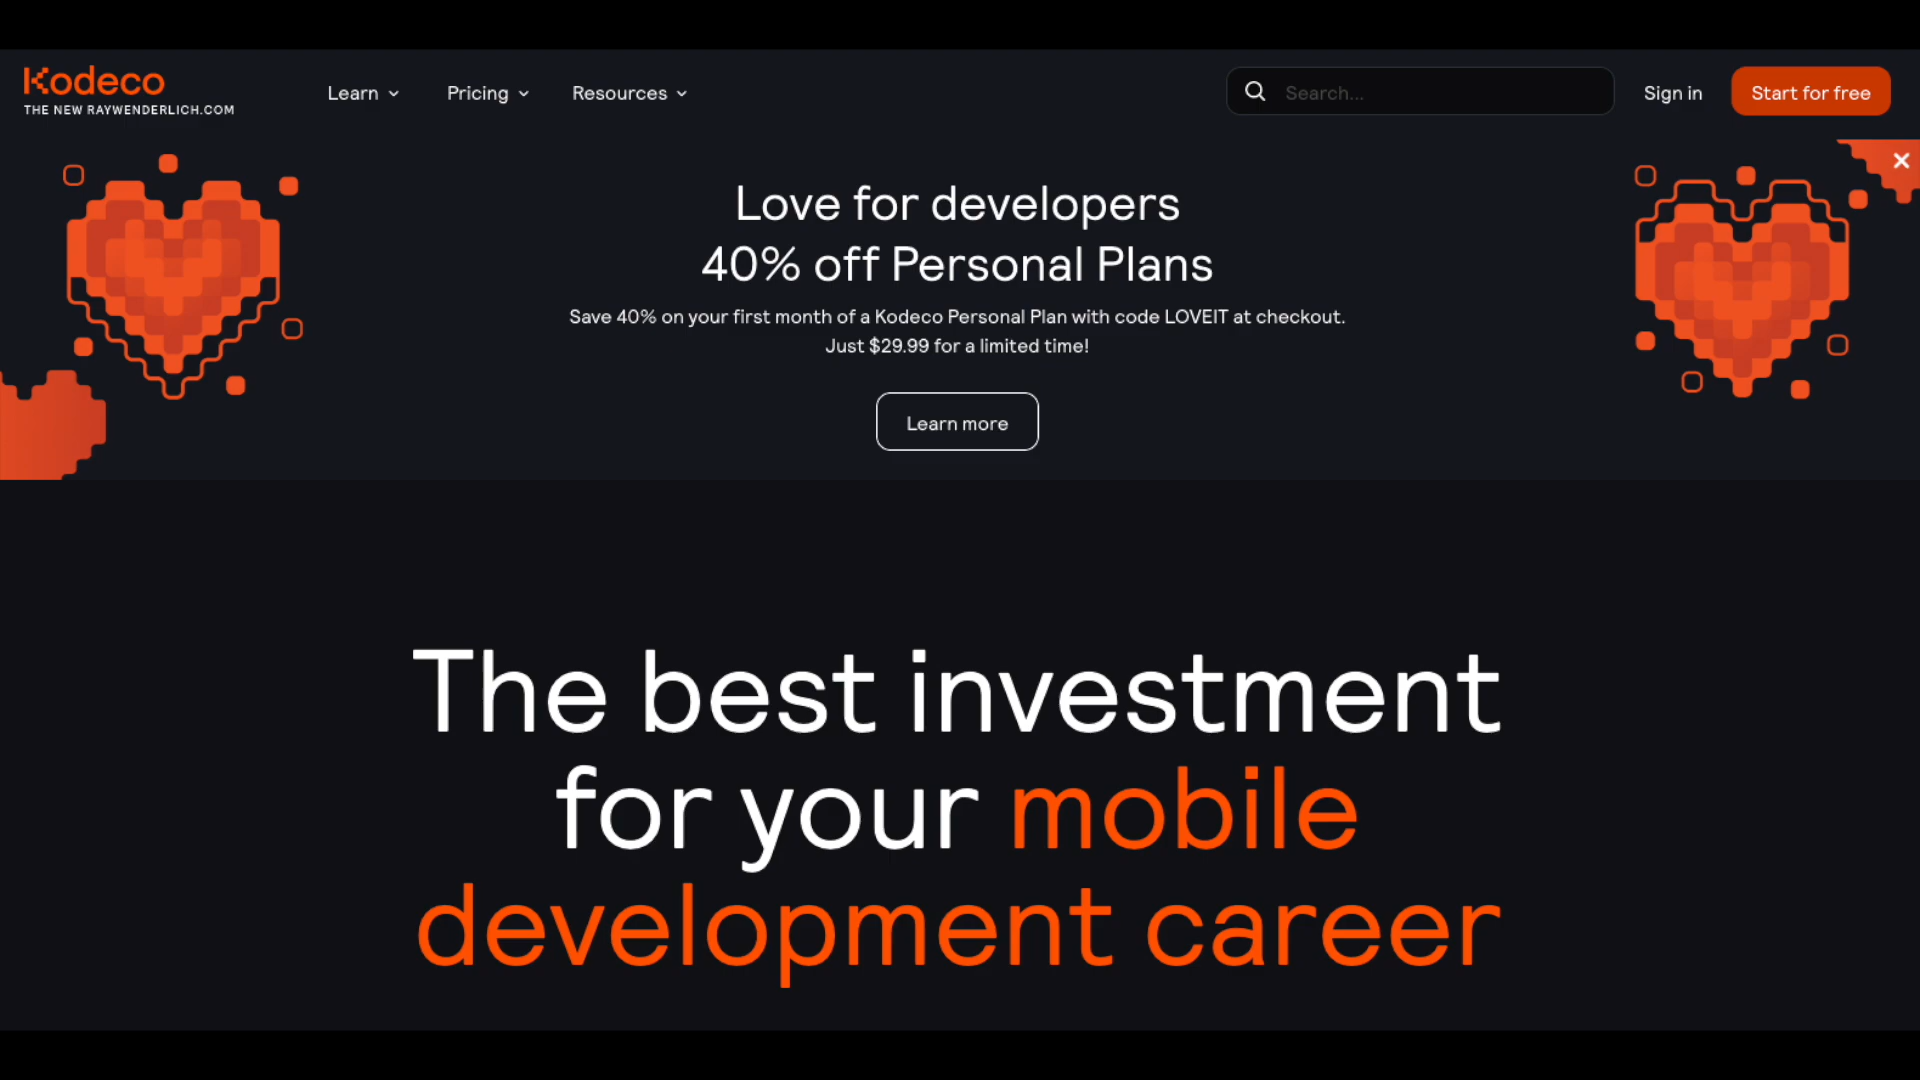 Kodeco
THE NEW RAYWENDERLICH.COM
Learn
Pricing
Resources
Search...
Sign in
Start for free
Love for developers
40% off Personal Plans
Save 40% on your first month of a Kodeco Personal Plan with code LOVEIT at checkout.
Just $29.99 for a limited time!
Learn more
The best investment
for your mobile
development career